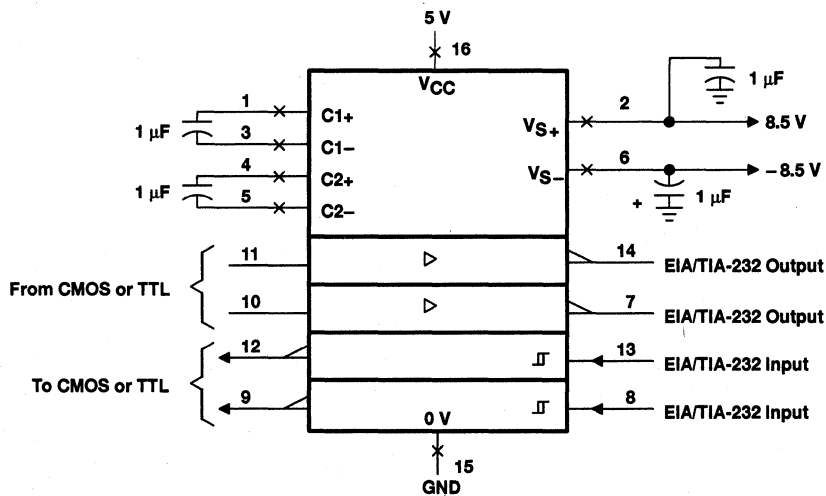 5 V
16
VCC
1 µF
1
C1+
3
C1−
1 µF
4
C2+
5
C2−
VS+
2
1 µF
8.5 V
VS−
6
−8.5 V
+
1 µF
From CMOS or TTL
11
14
EIA/TIA-232 Output
10
7
EIA/TIA-232 Output
To CMOS or TTL
12
13
EIA/TIA-232 Input
9
8
EIA/TIA-232 Input
0 V
15
GND